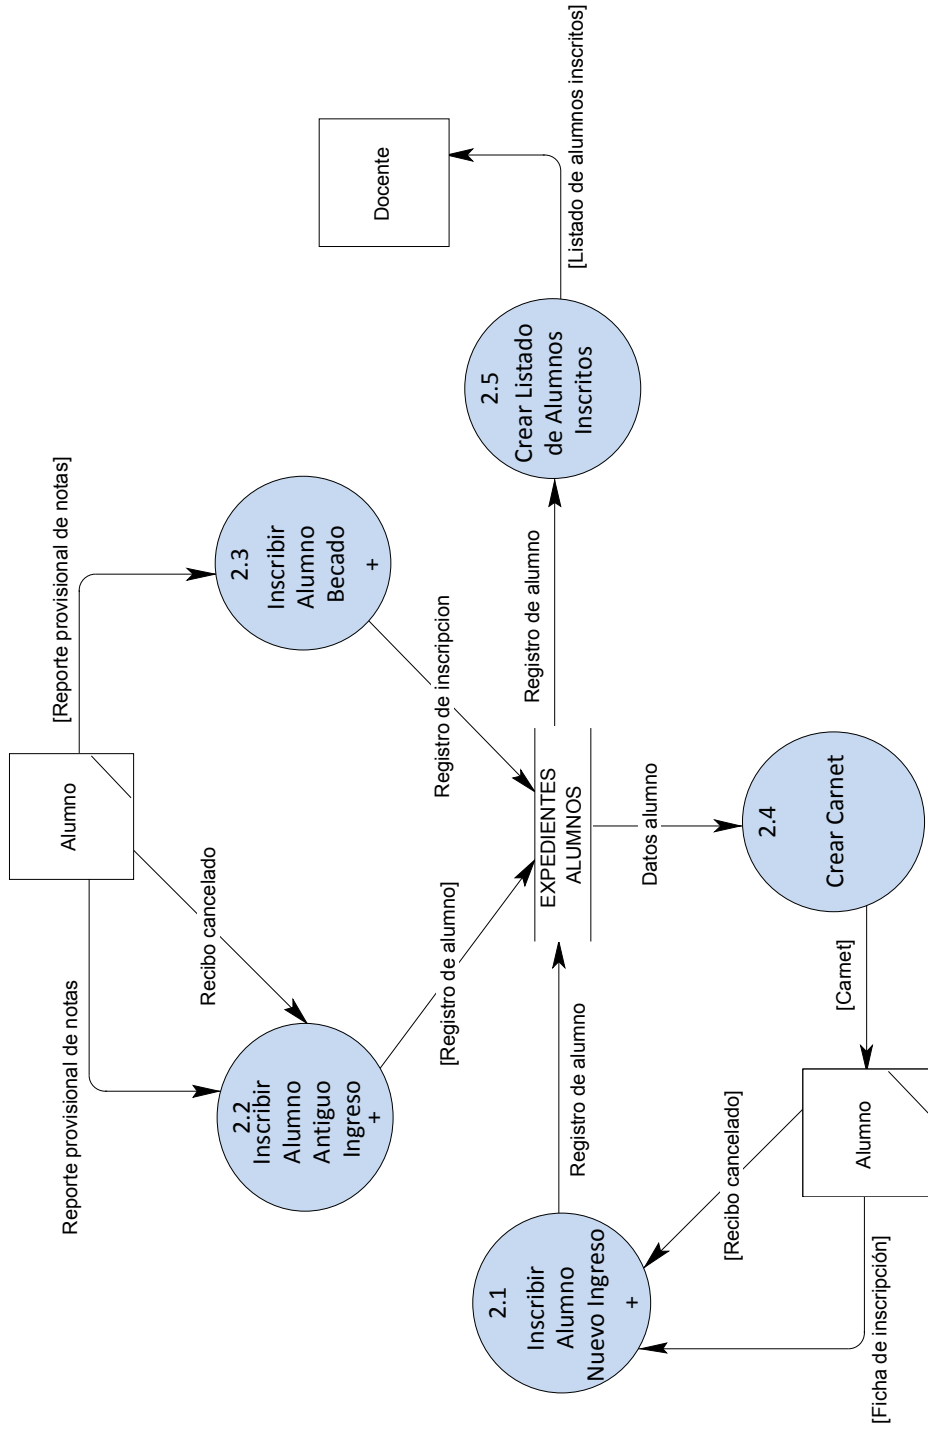 Alumno
Reporte provisional de notas
[Reporte provisional de notas]
Recibo cancelado
2.2
Inscribir
Alumno
Antiguo
Ingreso
+
2.3
Inscribir
Alumno
Becado
+
Docente
[Registro de alumno]
Registro de inscripcion
[Listado de alumnos inscritos]
2.1
Inscribir
Alumno
Nuevo Ingreso
+
Registro de alumno
EXPEDIENTES
ALUMNOS
Registro de alumno
2.5
Crear Listado
de Alumnos
Inscritos
Datos alumno
[Recibo cancelado]
[Carnet]
2.4
Crear Carnet
Alumno
[Ficha de inscripción]